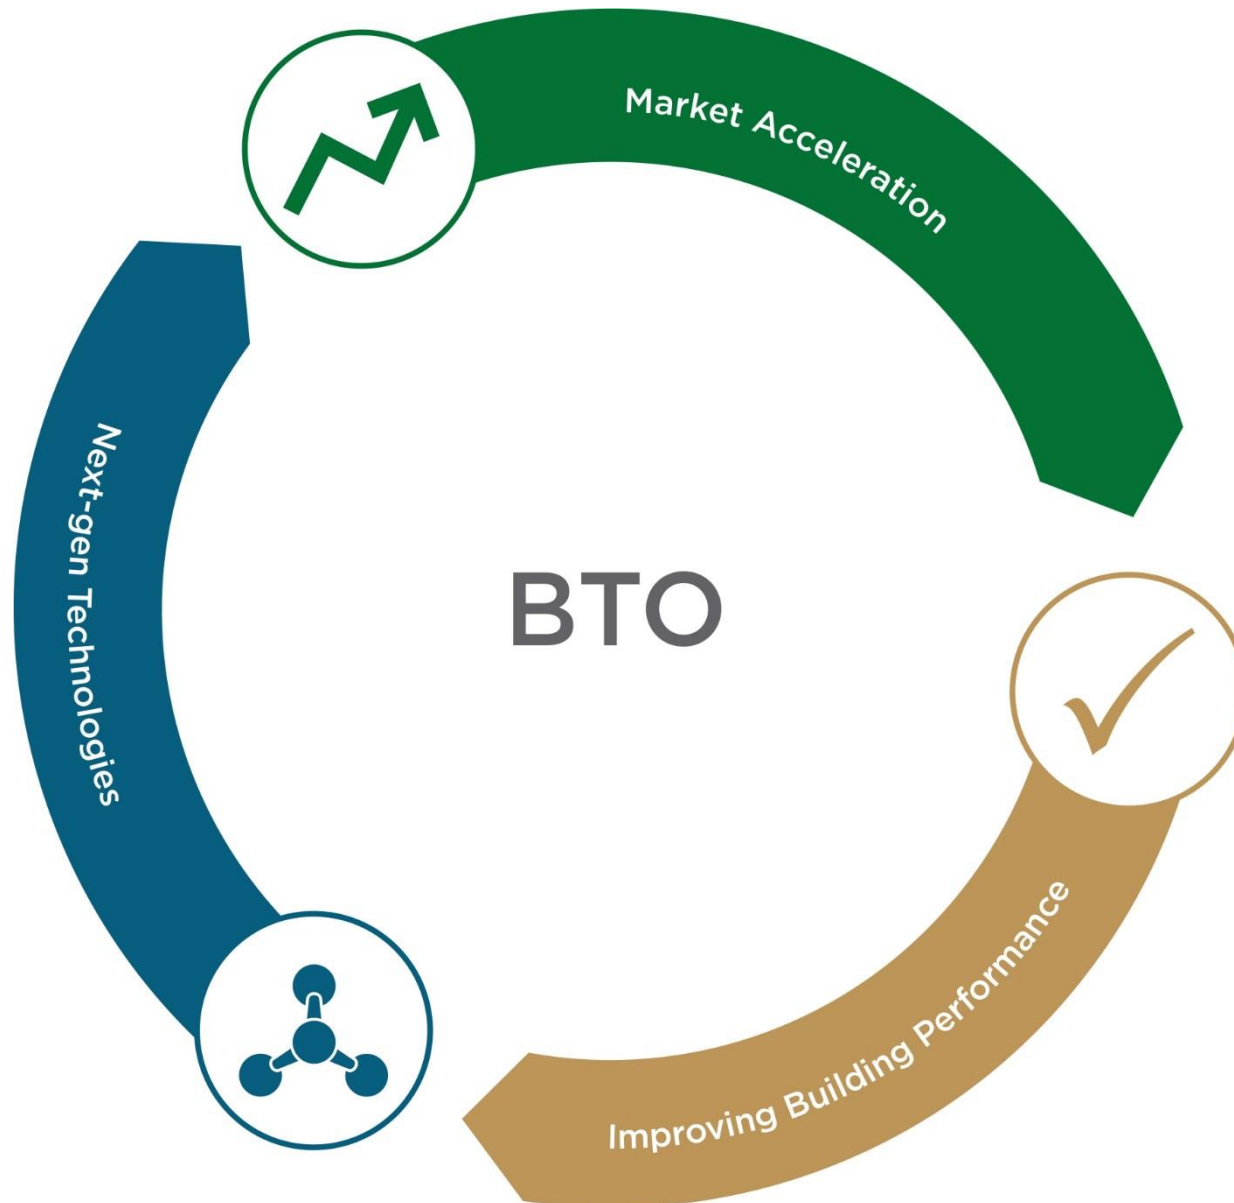 Market Acceleration
Next-gen Technologies
BTO
Improving Building Performance